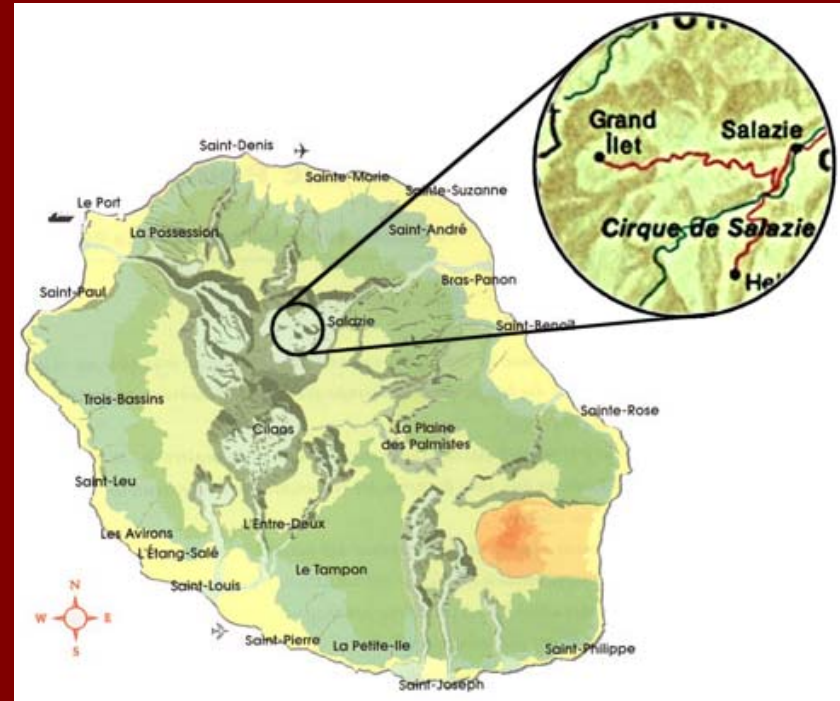 Grand
Îlet
Salazie
Cirque de Salazie
Saint-Denis
Sainte-Marie
Sainte-Suzanne
Le Port
La Possession
Saint-André
Bras-Panon
Saint-Paul
Salazie
Saint-Benoît
Trois-Bassins
Cilaos
La Plaine
des Palmistes
Sainte-Rose
Saint-Leu
Les Avirons
L'Entre-Deux
L'Étang-Salé
Le Tampon
Saint-Louis
N
W
E
S
Saint-Pierre
La Petite-Ile
Saint-Philippe
Saint-Joseph